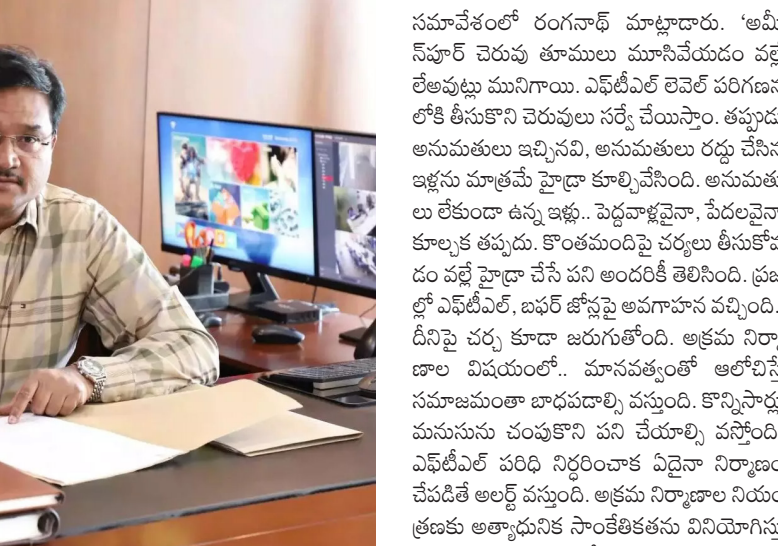 సమావేశంలో రంగనాథ్ మాట్లాడారు. ‘అమీ
న్‌పూర్ చెరువు తూములు మూసివేయడం వల్లే
లేఅవుట్లు మునిగాయి. ఎఫ్‌టీఎల్ లెవెల్ పరిగణన
లోకి తీసుకొని చెరువులు సర్వే చేయిస్తాం. తప్పుడు
అనుమతులు ఇచ్చినవి, అనుమతులు రద్దు చేసిన
ఇళ్లను మాత్రమే హైడ్రా కూల్చివేసింది. అనుమతు
లు లేకుండా ఉన్న ఇళ్లు.. పెద్దవాళ్లవైనా, పేదలవైనా
కూల్చక తప్పదు. కొంతమందిపై చర్యలు తీసుకోవ
డం వల్లే హైడ్రా చేసే పని అందరికీ తెలిసింది. ప్రజ
ల్లో ఎఫ్‌టీఎల్, బఫర్ జోన్లపై అవగాహన వచ్చింది.
దీనిపై చర్చ కూడా జరుగుతోంది. అక్రమ నిర్మా
ణాల విషయంలో.. మానవత్వంతో ఆలోచిస్తే
సమాజమంతా బాధపడాల్సి వస్తుంది. కొన్నిసార్లు
మనుసును చంపుకొని పని చేయాల్సి వస్తోంది.
ఎఫ్‌టీఎల్ పరిధి నిర్ధరించాక ఏదైనా నిర్మాణం
చేపడితే అలర్ట్ వస్తుంది. అక్రమ నిర్మాణాల నియం
త్రణకు అత్యాధునిక సాంకేతికతను వినియోగిస్తు